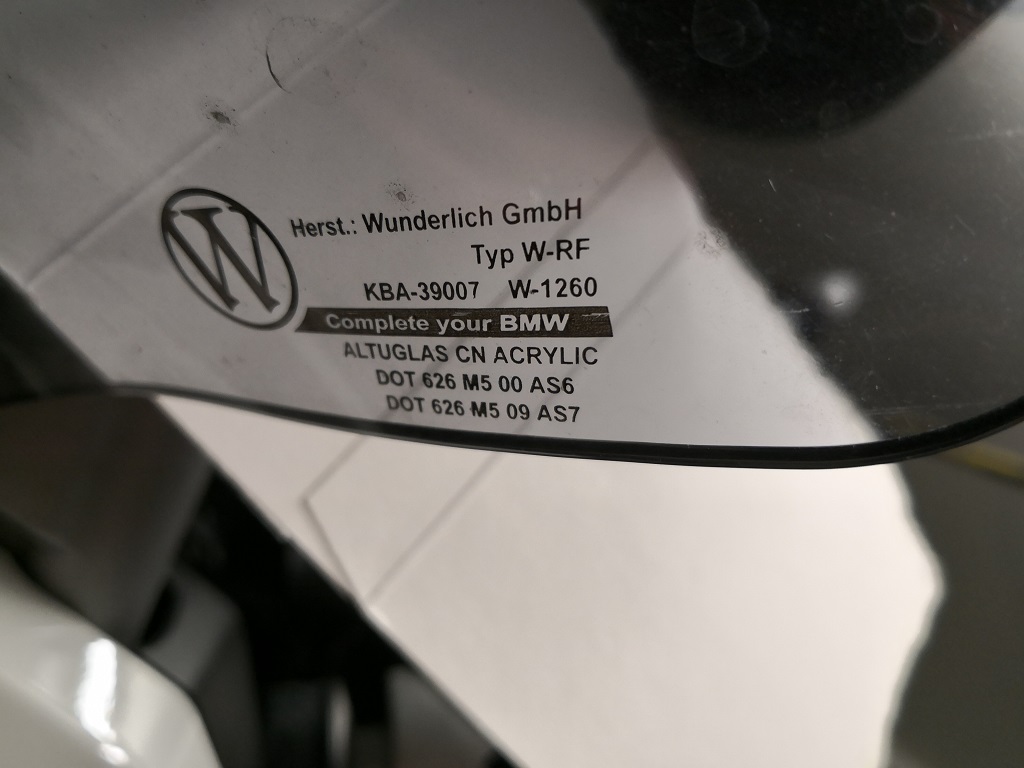 W
Herst.: Wunderlich GmbH
Typ W-RF
KBA-39007 W-1260
Complete your BMW
ALTUGLAS CN ACRYLIC
DOT 626 M5 00 AS6
DOT 626 M5 09 AS7